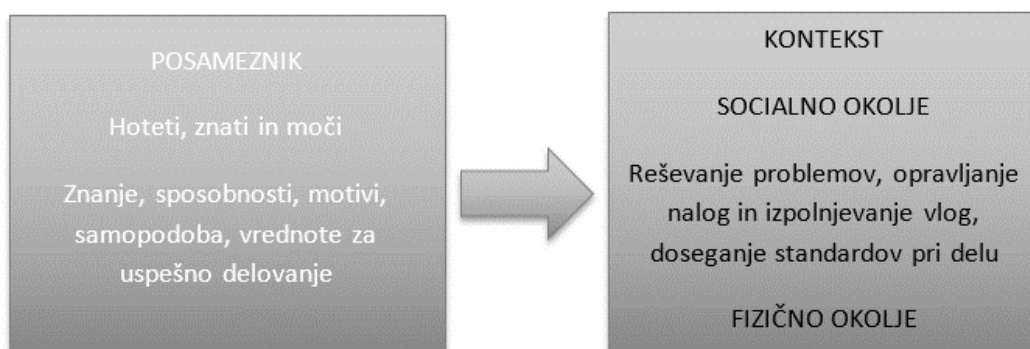 POSAMEZNIK
Hoteti, znati in moči
Znanje, sposobnosti, motivi,
samopodoba, vrednote za
uspešno delovanje
KONTEKST
SOCIALNO OKOLJE
Reševanje problemov, opravljanje
nalog in izpolnjevanje vlog,
doseganje standardov pri delu
FIZIČNO OKOLJE